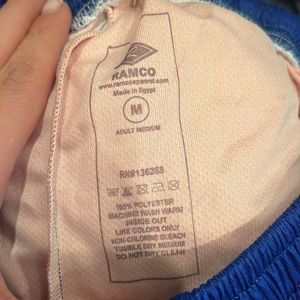 RAMCO
www.ramcoapparel.com
Made in Egypt
M
ADULT MEDIUM
RN#136288
100% POLYESTER
MACHINE WASH WARM
INSIDE OUT
LIKE COLORS ONLY
NON-CHLORINE BLEACH
TUMBLE DRY MEDIUM
DO NOT DRY CLEAN